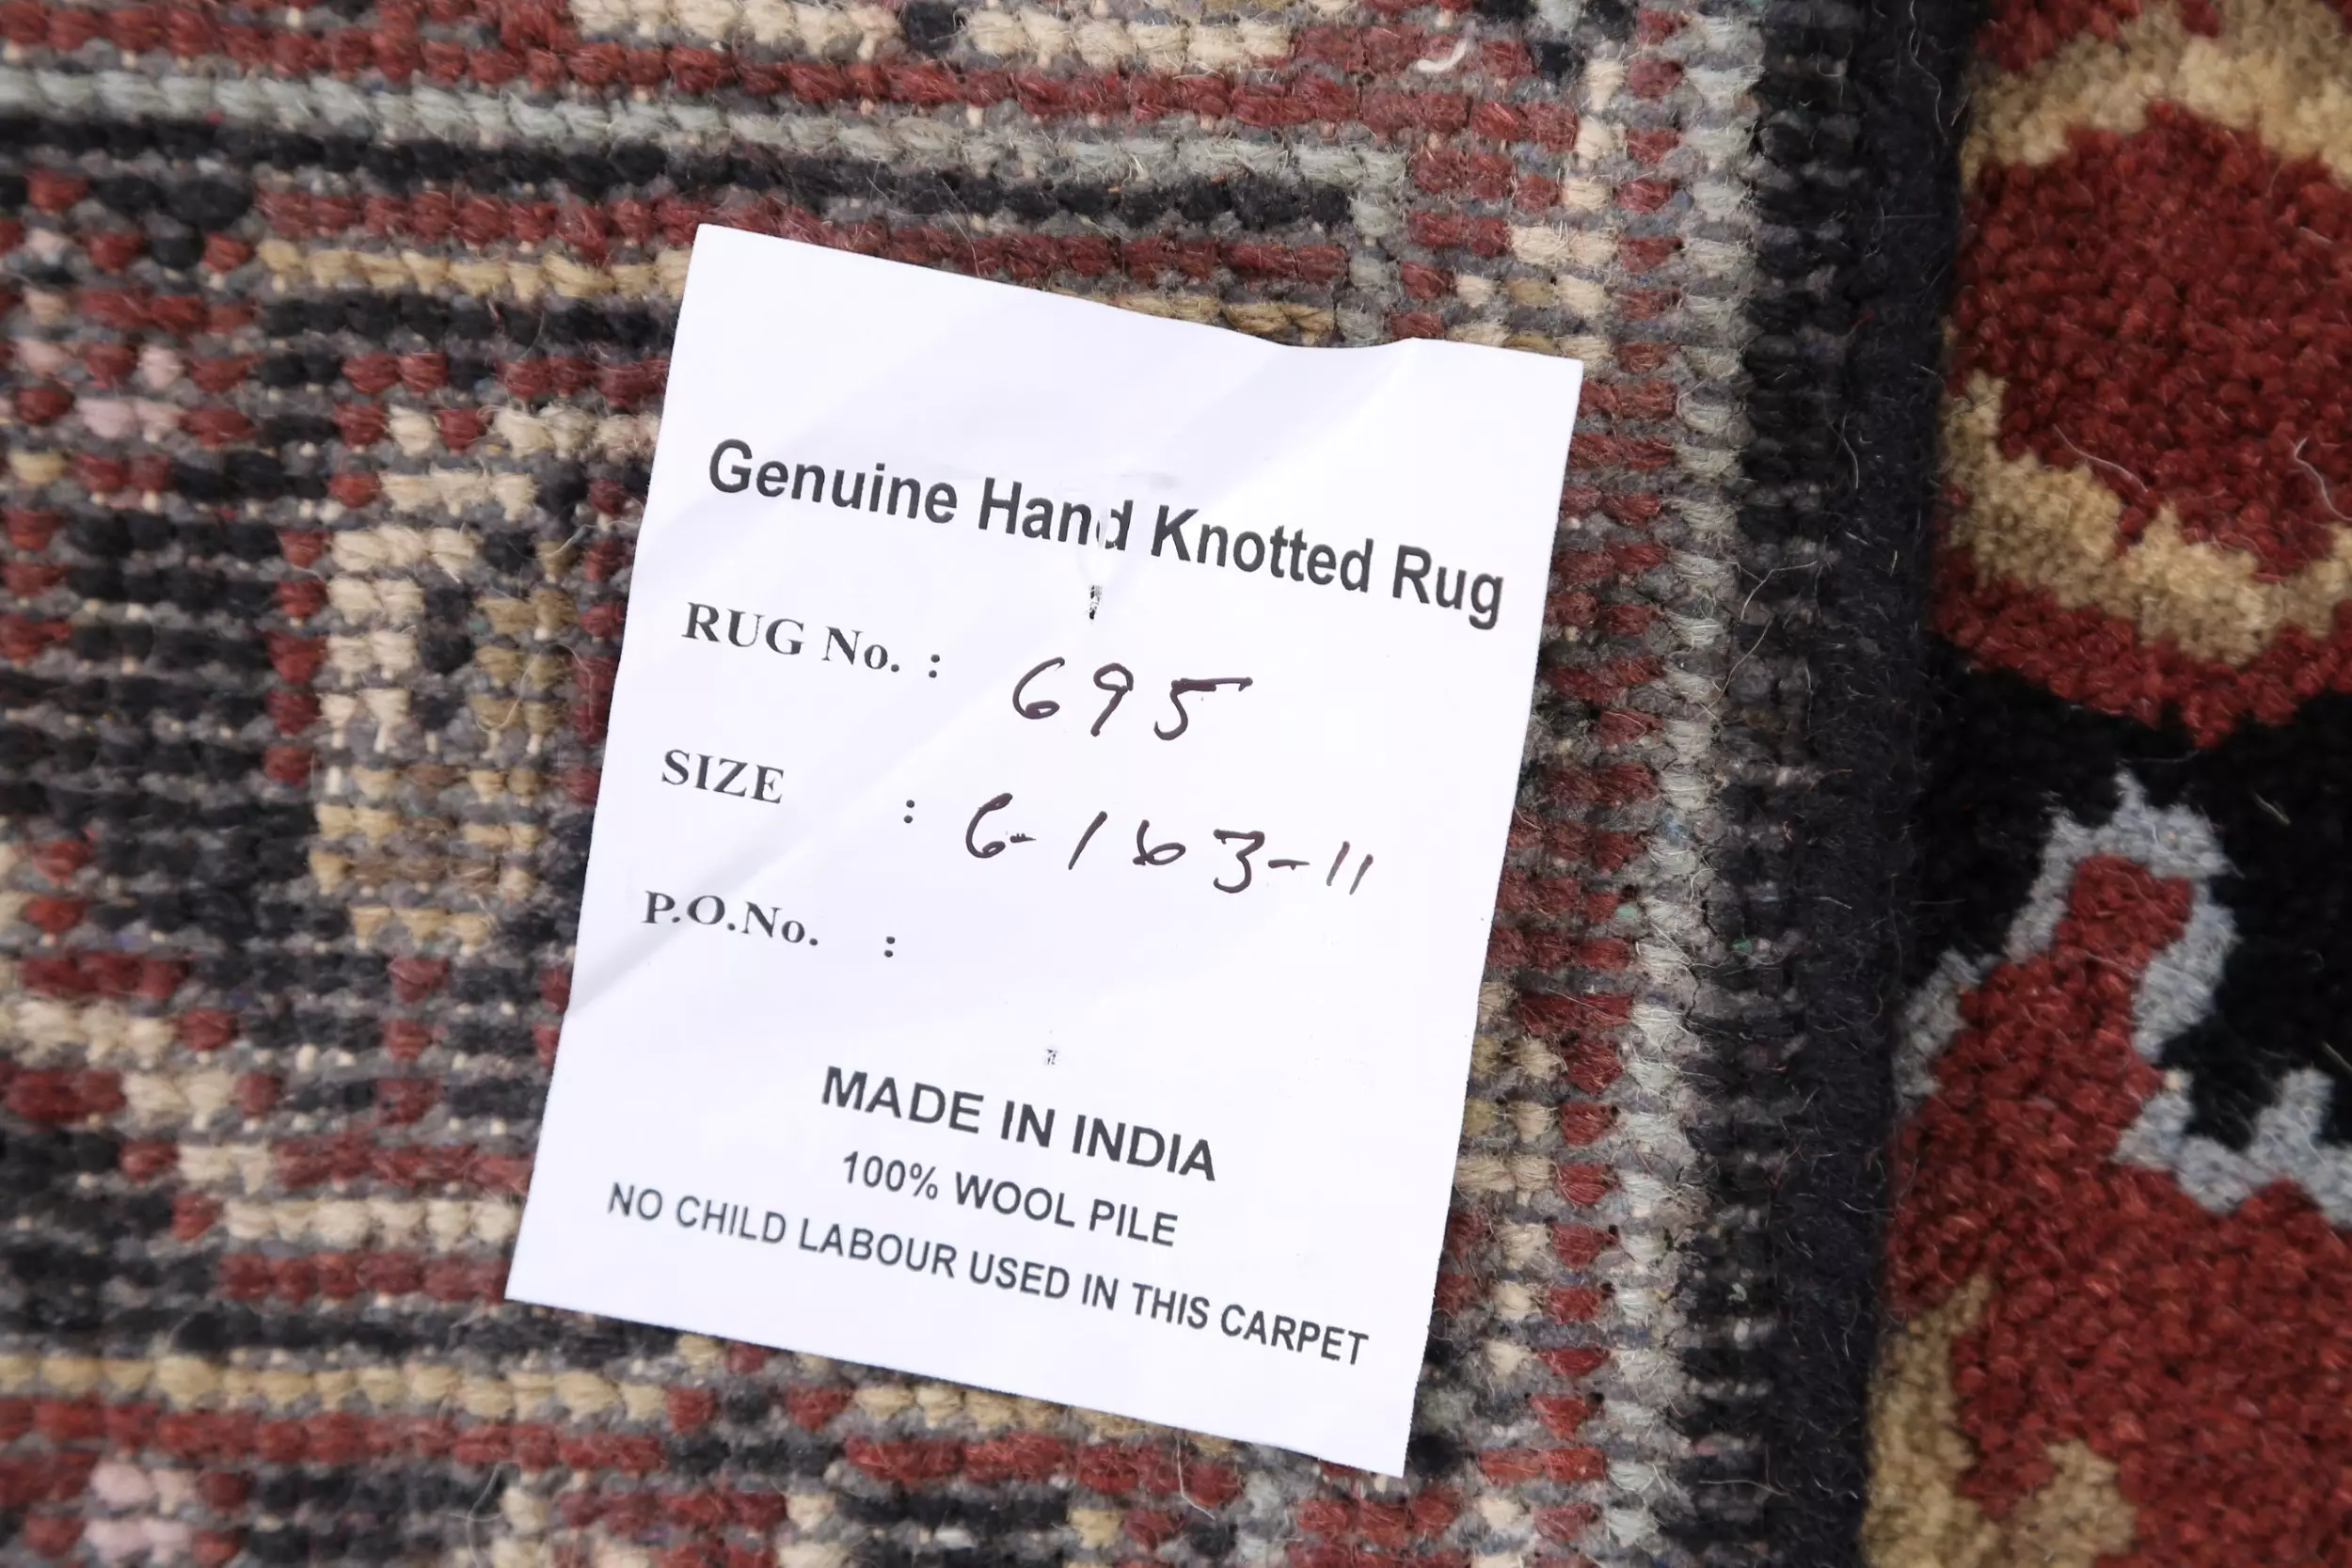 Genuine Hand Knotted Rug
RUG No. : 695
SIZE : 6-1 x 3-11
P.O.No. :
MADE IN INDIA
100% WOOL PILE
NO CHILD LABOUR USED IN THIS CARPET